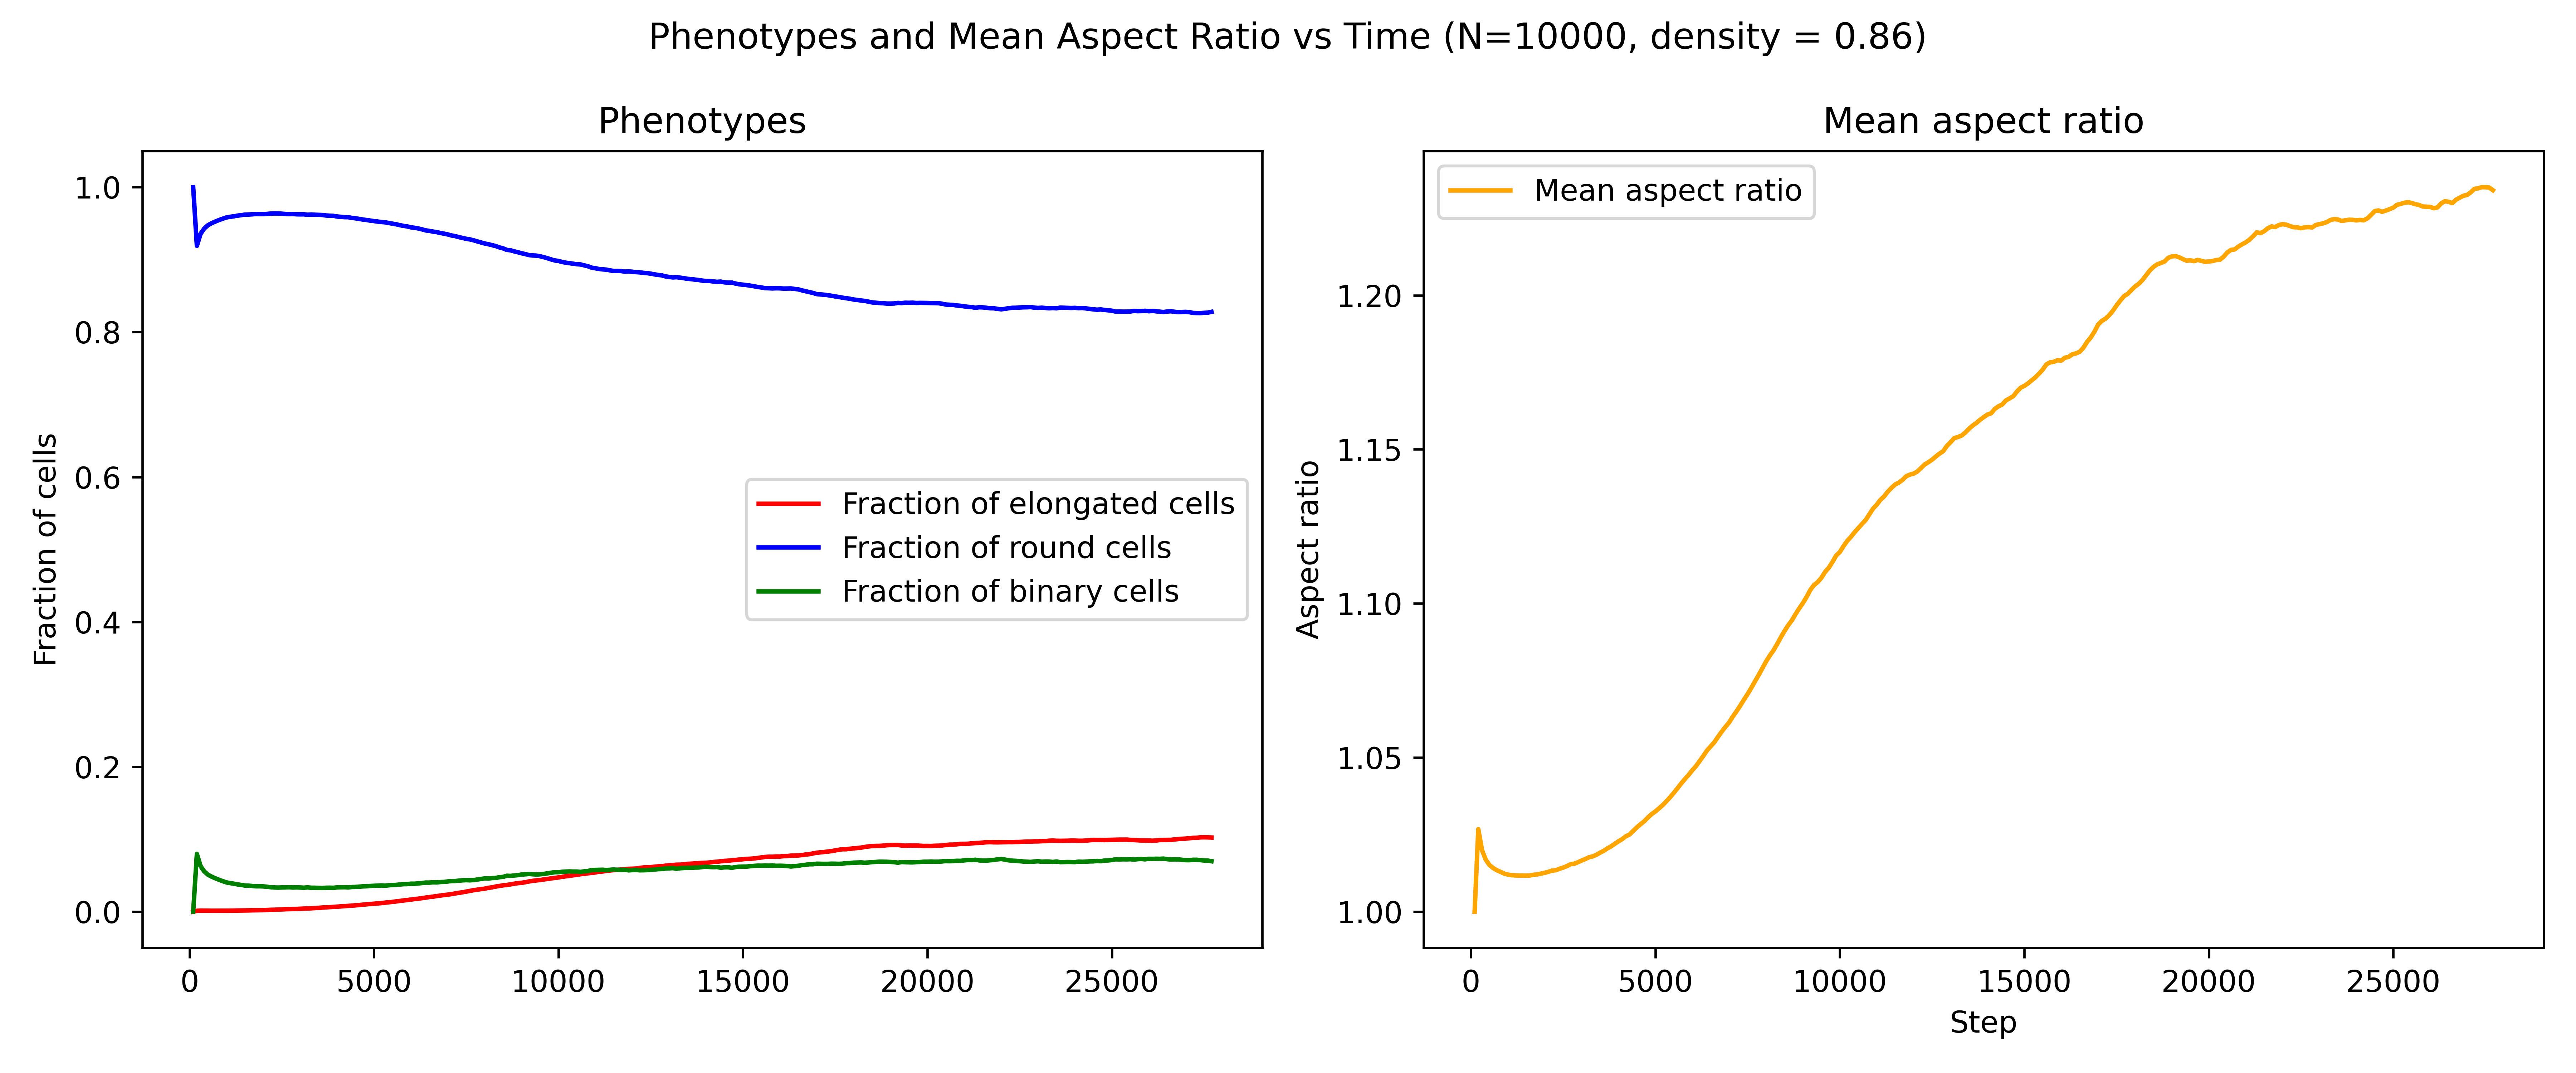 Phenotypes and Mean Aspect Ratio vs Time (N=10000, density = 0.86)
Phenotypes
Fraction of cells
1.0
0.8
0.6
0.4
0.2
0.0
Fraction of elongated cells
Fraction of round cells
Fraction of binary cells
0 5000 10000 15000 20000 25000
Mean aspect ratio
Mean aspect ratio
Aspect ratio
1.20
1.15
1.10
1.05
1.00
0 5000 10000 15000 20000 25000
Step